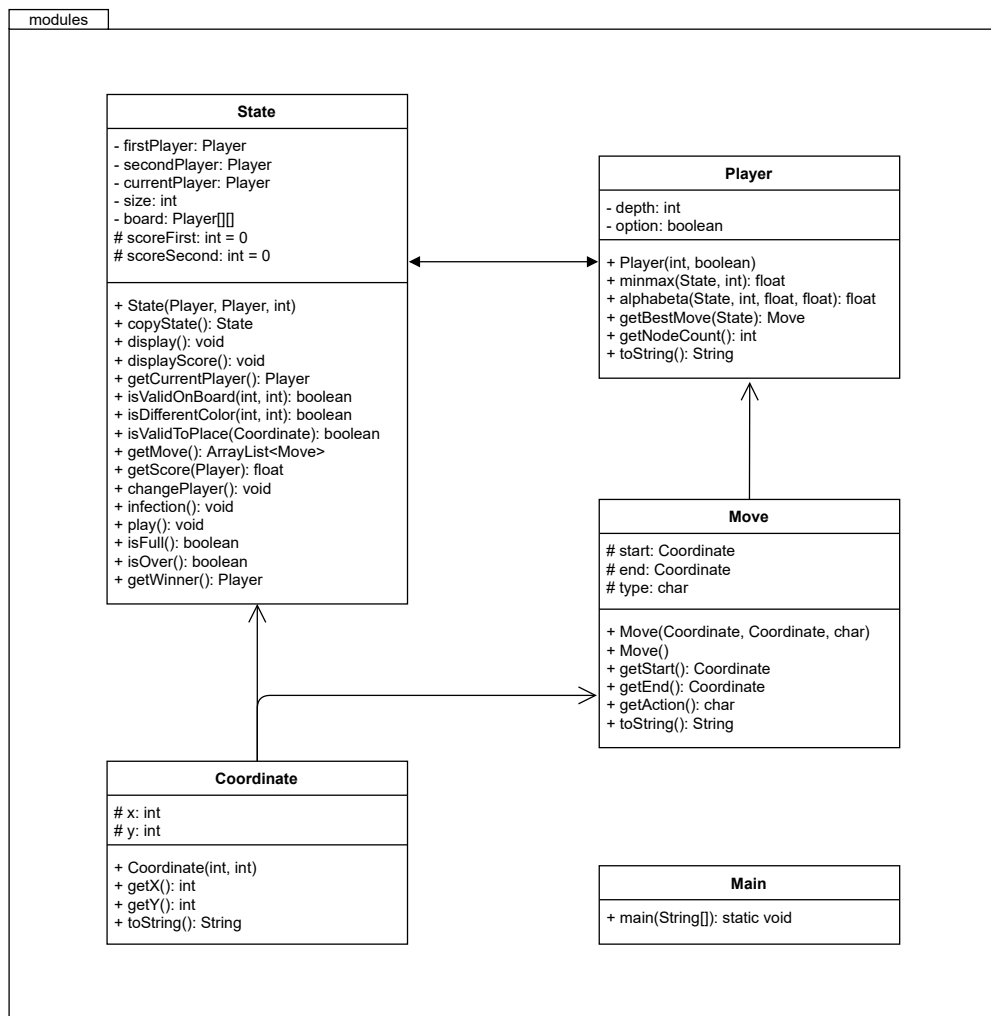 modules
State
- firstPlayer: Player
- secondPlayer: Player
- currentPlayer: Player
- size: int
- board: Player[][]
# scoreFirst: int = 0
# scoreSecond: int = 0
+ State(Player, Player, int)
+ copyState(): State
+ display(): void
+ displayScore(): void
+ getCurrentPlayer(): Player
+ isValidOnBoard(int, int): boolean
+ isDifferentColor(int, int): boolean
+ isValidToPlace(Coordinate): boolean
+ getMove(): ArrayList<Move>
+ getScore(Player): float
+ changePlayer(): void
+ infection(): void
+ play(): void
+ isFull(): boolean
+ isOver(): boolean
+ getWinner(): Player
Player
- depth: int
- option: boolean
+ Player(int, boolean)
+ minmax(State, int): float
+ alphabeta(State, int, float, float): float
+ getBestMove(State): Move
+ getNodeCount(): int
+ toString(): String
Move
# start: Coordinate
# end: Coordinate
# type: char
+ Move(Coordinate, Coordinate, char)
+ Move()
+ getStart(): Coordinate
+ getEnd(): Coordinate
+ getAction(): char
+ toString(): String
Coordinate
# x: int
# y: int
+ Coordinate(int, int)
+ getX(): int
+ getY(): int
+ toString(): String
Main
+ main(String[]): static void